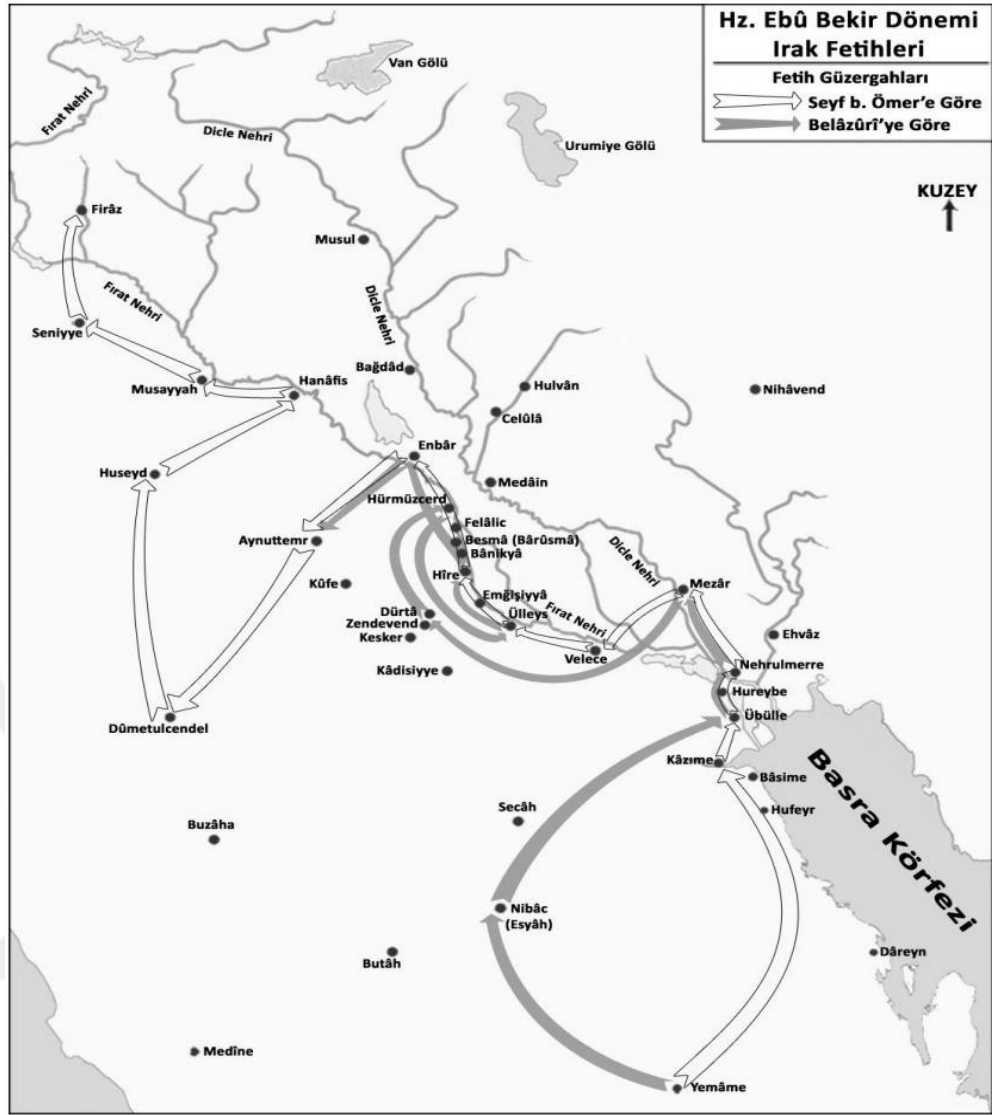 Hz. Ebû Bekir Dönemi
Irak Fetihleri
Fetih Güzergahları
Seyf b. Ömer'e Göre
Belâzûrî'ye Göre
KUZEY
Van Gölü
Urumiye Gölü
Fırat Nehri
Dicle Nehri
Firâz
Musul
Fırat Nehri
Dicle Nehri
Seniyye
Musayyah
Hanâfis
Bağdâd
Hulvân
Nihâvend
Celûlâ
Enbâr
Huseyd
Medâin
Hürmüzcerd
Felâlic
Aynuttemr
Besmâ (Bârûsmâ)
Bânikyâ
Dicle Nehri
Hîre
Kûfe
Mezâr
Emğişiyyâ
Dürtâ
Ülleys
Fırat Nehri
Zendevend
Kesker
Ehvâz
Velece
Kâdisiyye
Nehrulmerre
Hureybe
Dûmetulcendel
Übülle
Kâzıme
Bâsime
Basra Körfezi
Secâh
Hufeyr
Buzâha
Nibâc
(Esyâh)
Butâh
Dâreyn
Medîne
Yemâme